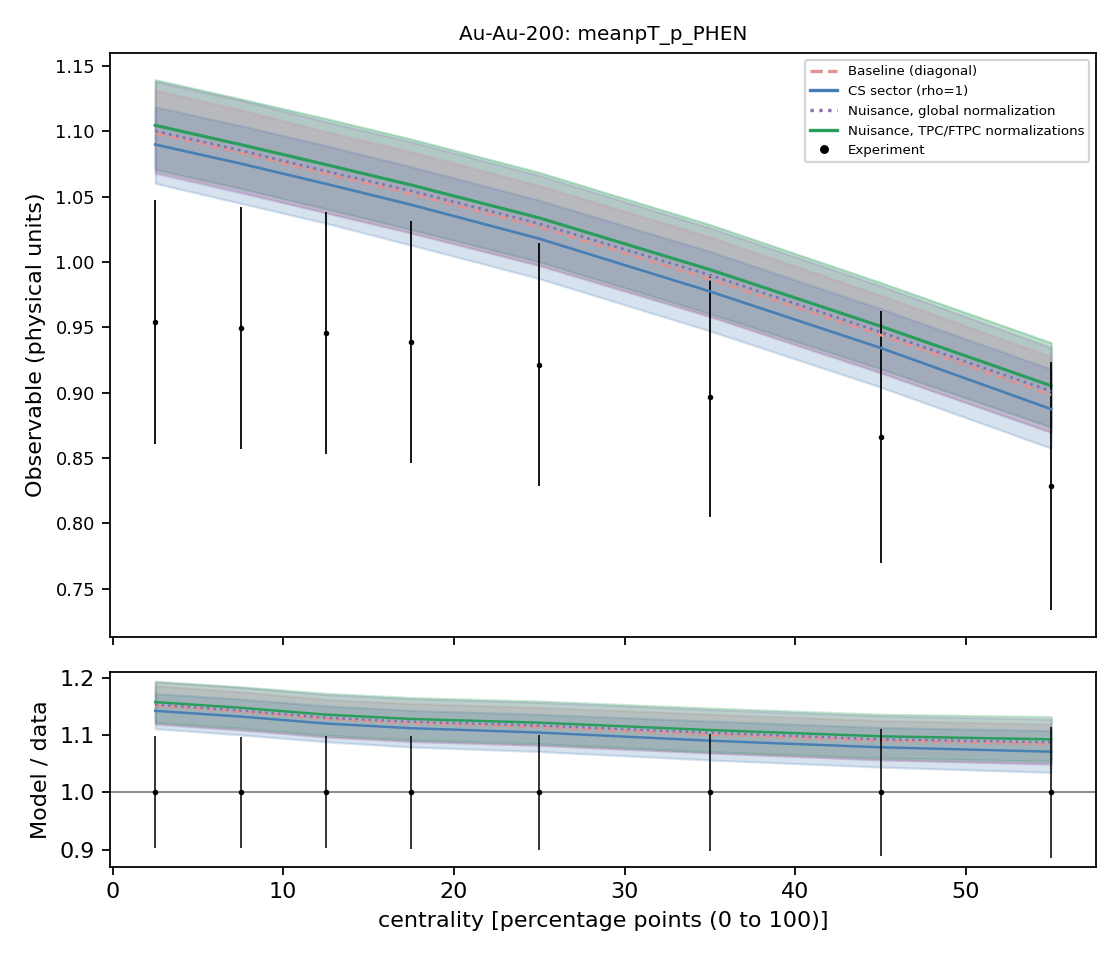 Au-Au-200: meanpT_p_PHEN
Baseline (diagonal)
CS sector (rho=1)
Nuisance, global normalization
Nuisance, TPC/FTPC normalizations
Experiment
Observable (physical units)
1.15
1.10
1.05
1.00
0.95
0.90
0.85
0.80
0.75
Model / data
1.2
1.1
1.0
0.9
0 10 20 30 40 50
centrality [percentage points (0 to 100)]